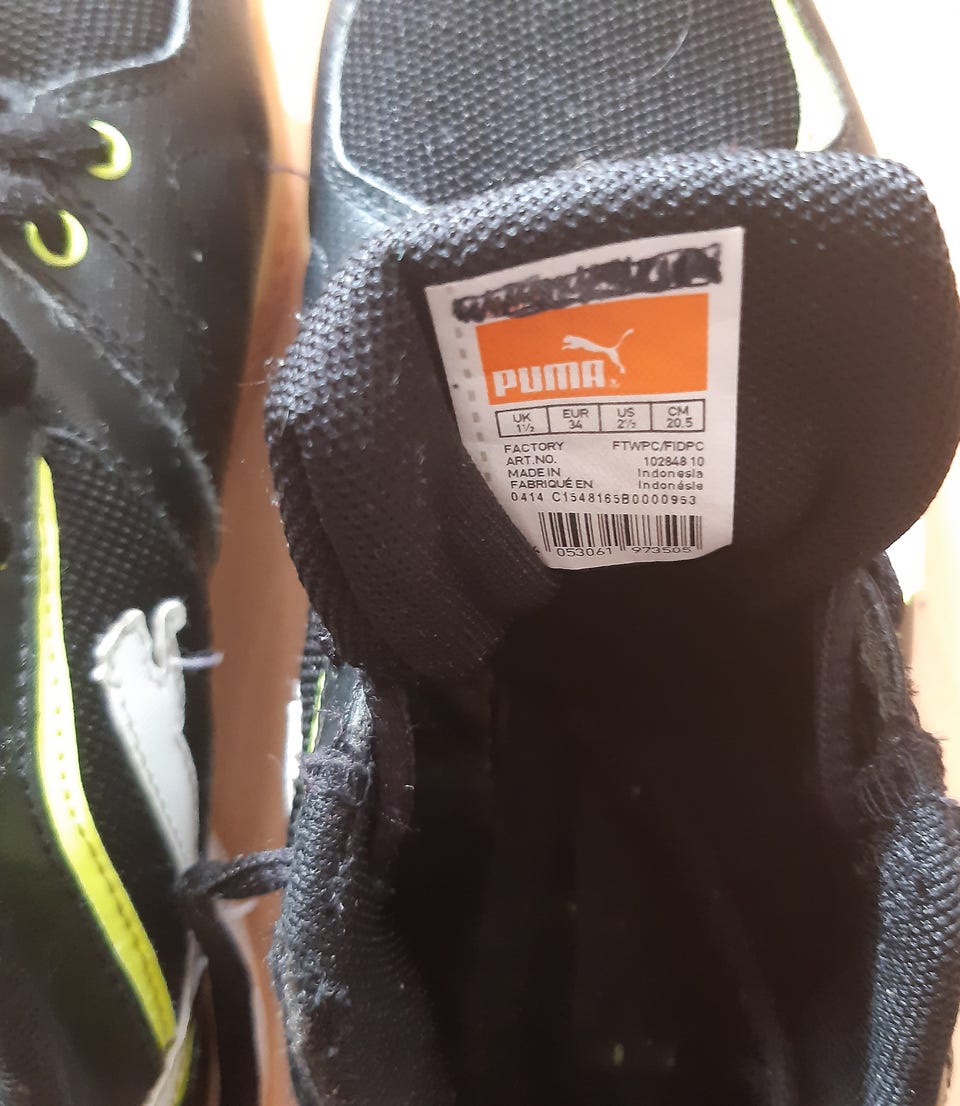 PUMA
UK EUR US CM
1½ 34 2½ 20.5
FACTORY FTWPC/FIDPC
ART.NO. 102848 10
MADE IN Indonesia
FABRIQUÉ EN Indonésie
0414 C1548165B0000953
4 053061 973505